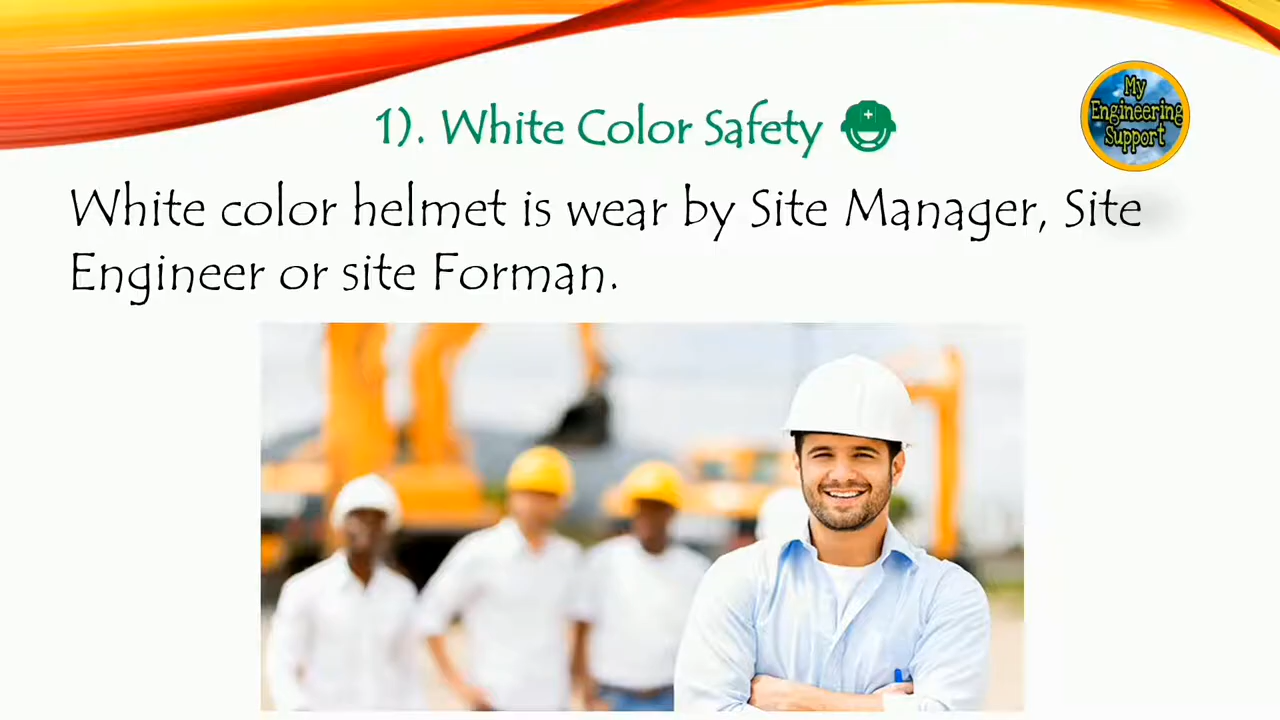 1). White Color Safety
My
Engineering
Support
White color helmet is wear by Site Manager, Site
Engineer or site Forman.